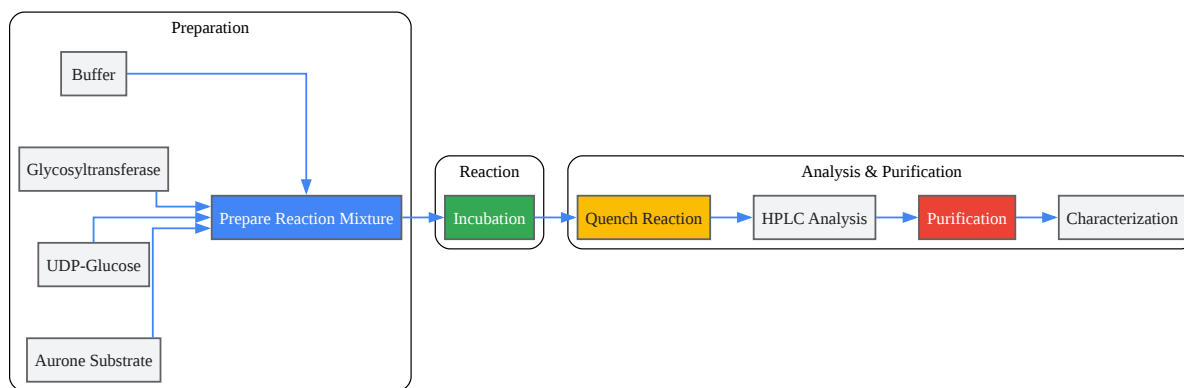 Preparation
Buffer
Glycosyltransferase
Prepare Reaction Mixture
UDP-Glucose
Aurone Substrate
Reaction
Incubation
Analysis & Purification
Quench Reaction
HPLC Analysis
Purification
Characterization